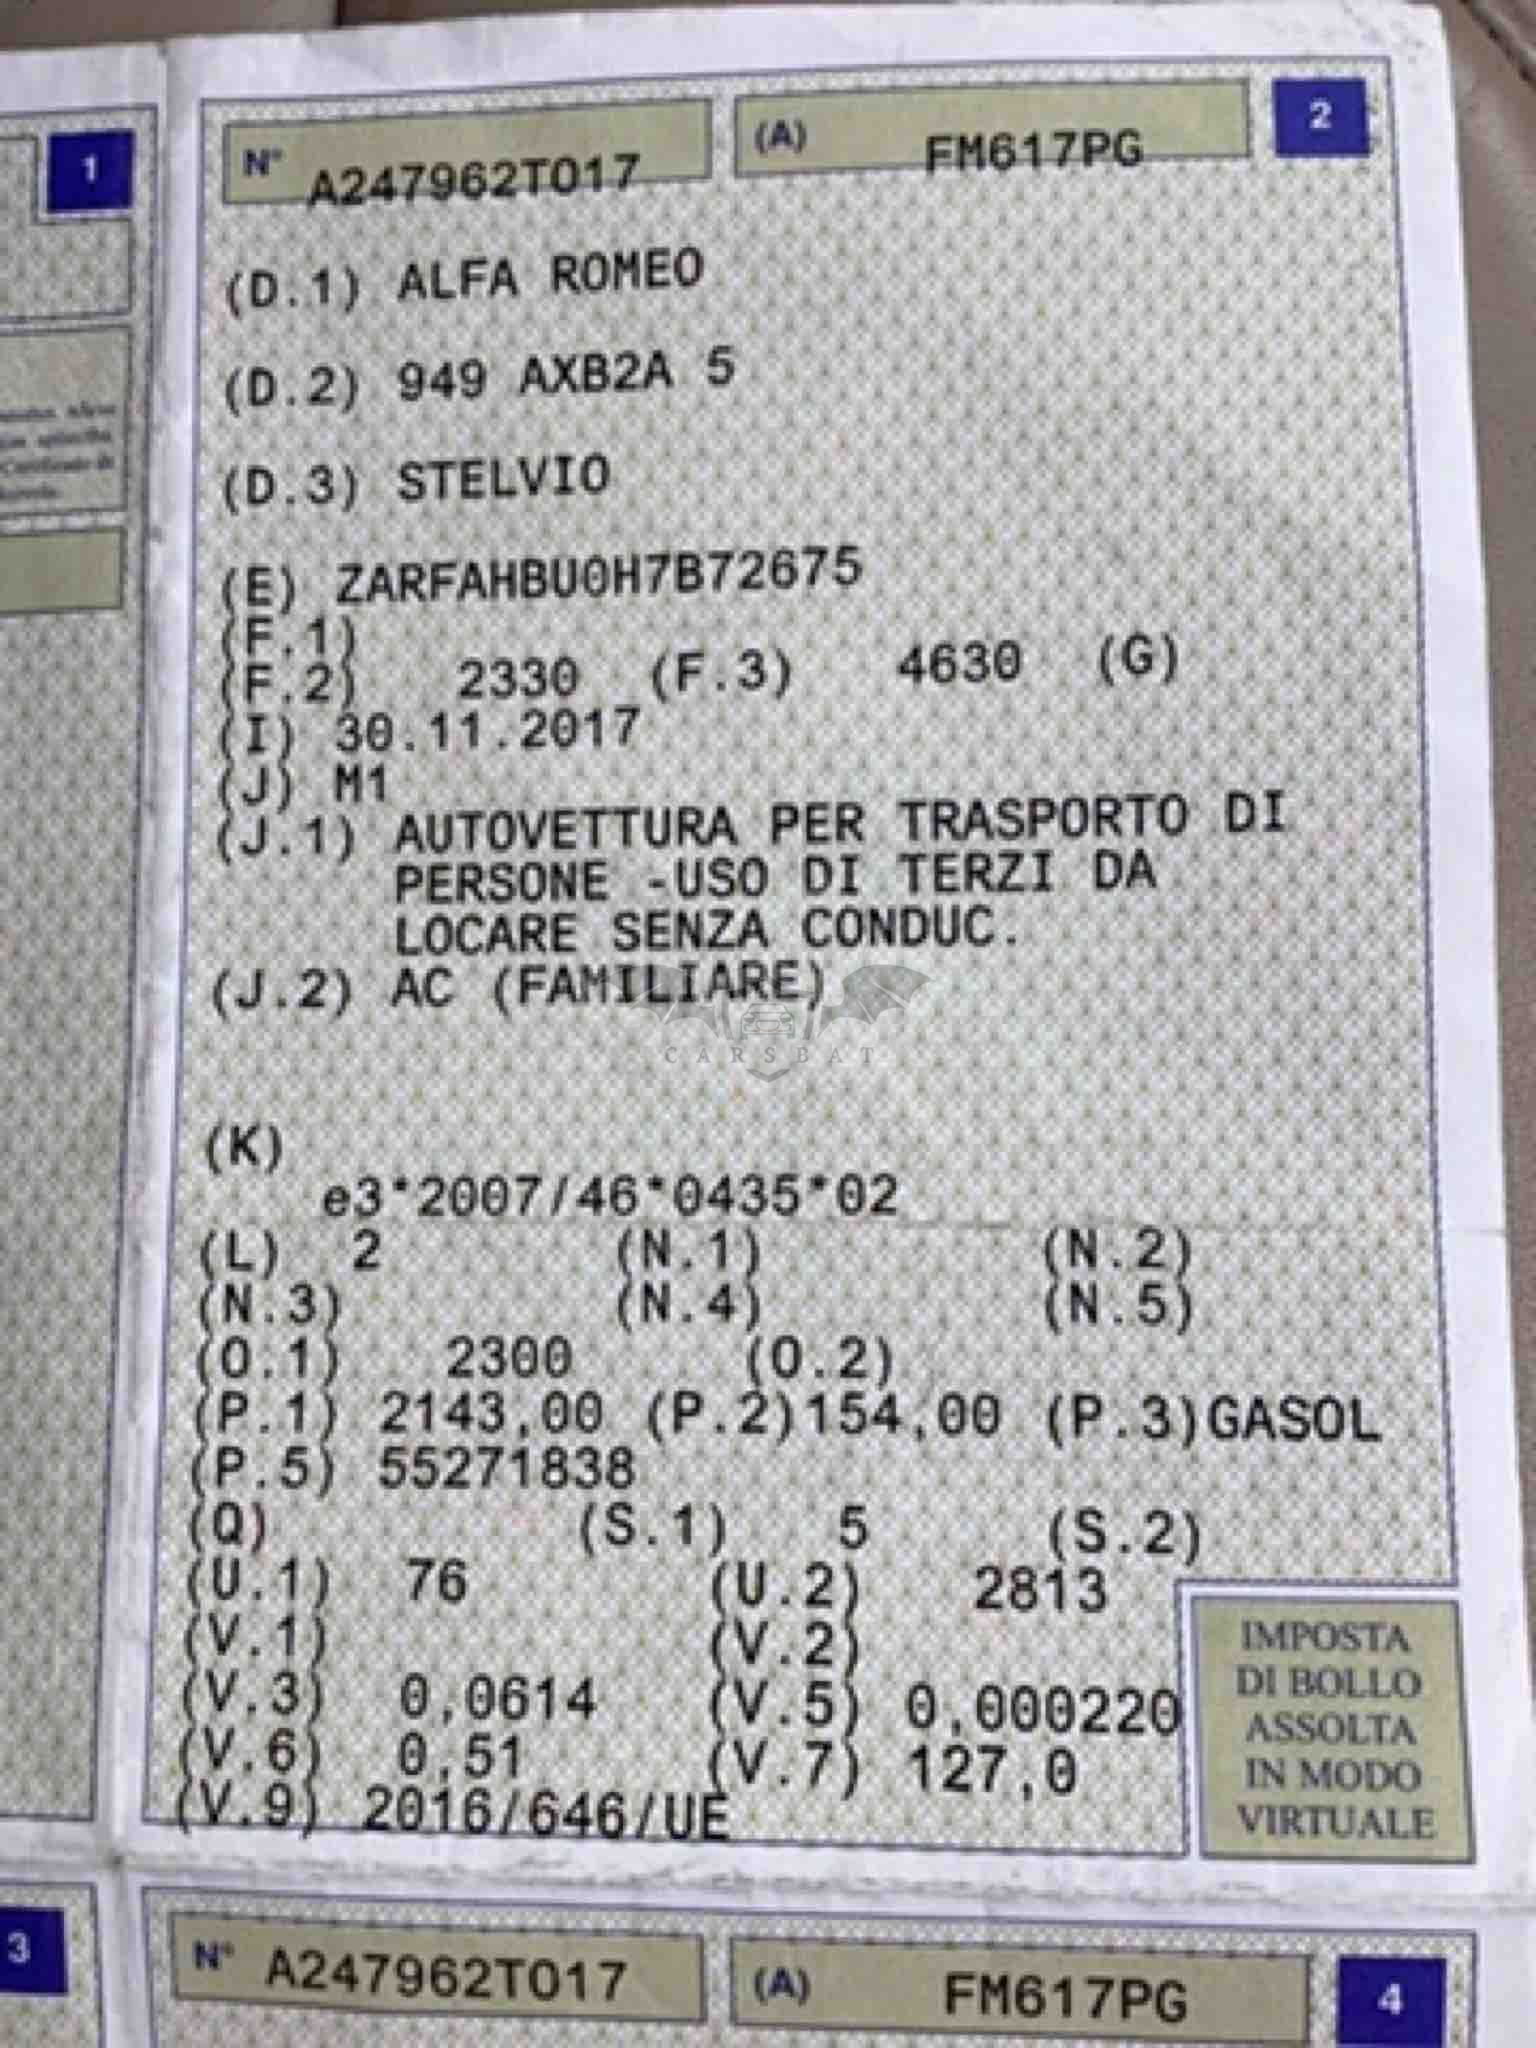 1
N° A247962TO17 (A) FM617PG 2
(D.1) ALFA ROMEO
(D.2) 949 AXB2A 5
(D.3) STELVIO
(E) ZARFAHBU0H7B72675
(F.1)
(F.2) 2330 (F.3) 4630 (G)
(I) 30.11.2017
(J) M1
(J.1) AUTOVETTURA PER TRASPORTO DI
PERSONE -USO DI TERZI DA
LOCARE SENZA CONDUC.
(J.2) AC (FAMILIARE)
CARSBAT
(K)
e3*2007/46*0435*02
(L) 2 (N.1) (N.2)
(N.3) (N.4) (N.5)
(O.1) 2300 (O.2)
(P.1) 2143,00 (P.2)154,00 (P.3)GASOL
(P.5) 55271838
(Q) (S.1) 5 (S.2)
(U.1) 76 (U.2) 2813
(V.1) (V.2)
(V.3) 0,0614 (V.5) 0,000220
(V.6) 0,51 (V.7) 127,0
(V.9) 2016/646/UE
IMPOSTA
DI BOLLO
ASSOLTA
IN MODO
VIRTUALE
3
N° A247962TO17 (A) FM617PG 4